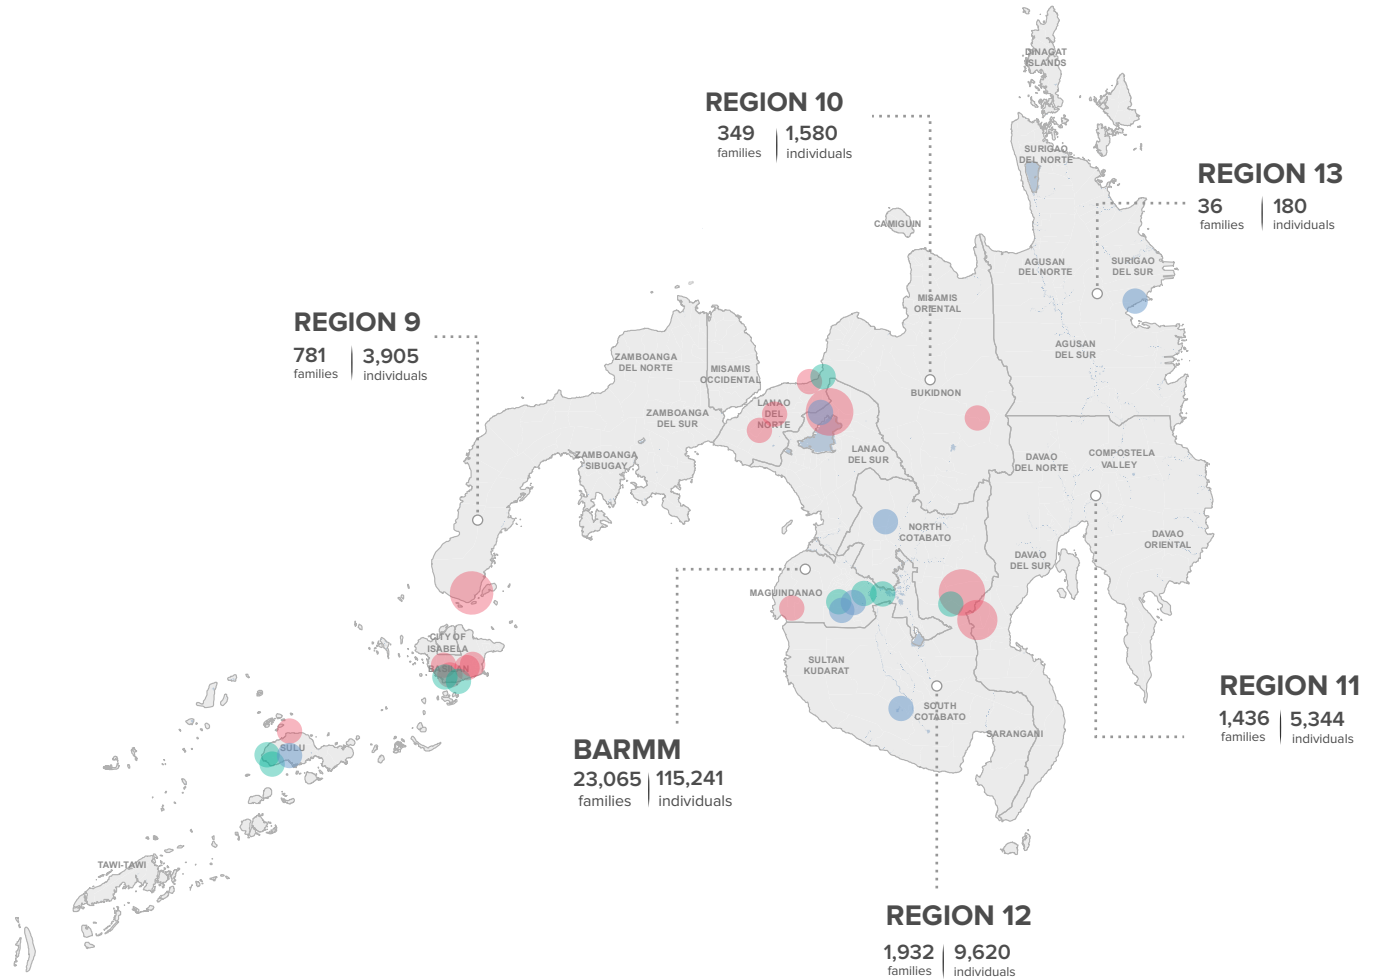 DINAGAT
ISLANDS
REGION 10
349 1,580
families individuals
SURIGAO
DEL NORTE
REGION 13
36 180
families individuals
CAMIGUIN
AGUSAN
DEL NORTE
SURIGAO
DEL SUR
MISAMIS
ORIENTAL
REGION 9
781 3,905
families individuals
ZAMBOANGA
DEL NORTE
MISAMIS
OCCIDENTAL
AGUSAN
DEL SUR
BUKIDNON
LANAO
DEL
NORTE
ZAMBOANGA
DEL SUR
ZAMBOANGA
SIBUGAY
LANAO
DEL SUR
DAVAO
DEL NORTE
COMPOSTELA
VALLEY
NORTH
COTABATO
DAVAO
ORIENTAL
DAVAO
DEL SUR
MAGUINDANAO
CITY OF
ISABELA
BASILAN
SULTAN
KUDARAT
SOUTH
COTABATO
SARANGANI
REGION 11
1,436 5,344
families individuals
SULU
BARMM
23,065 115,241
families individuals
TAWI-TAWI
REGION 12
1,932 9,620
families individuals